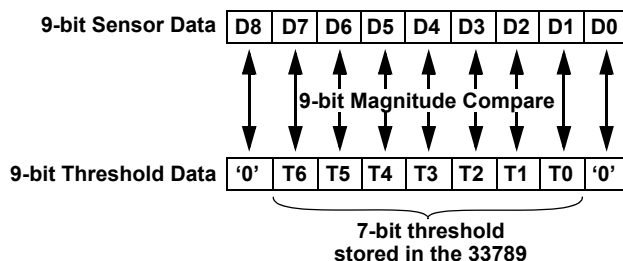 9-bit Sensor Data D8 D7 D6 D5 D4 D3 D2 D1 D0
9-bit Magnitude Compare
9-bit Threshold Data ‘0’ T6 T5 T4 T3 T2 T1 T0 ‘0’
7-bit threshold
stored in the 33789